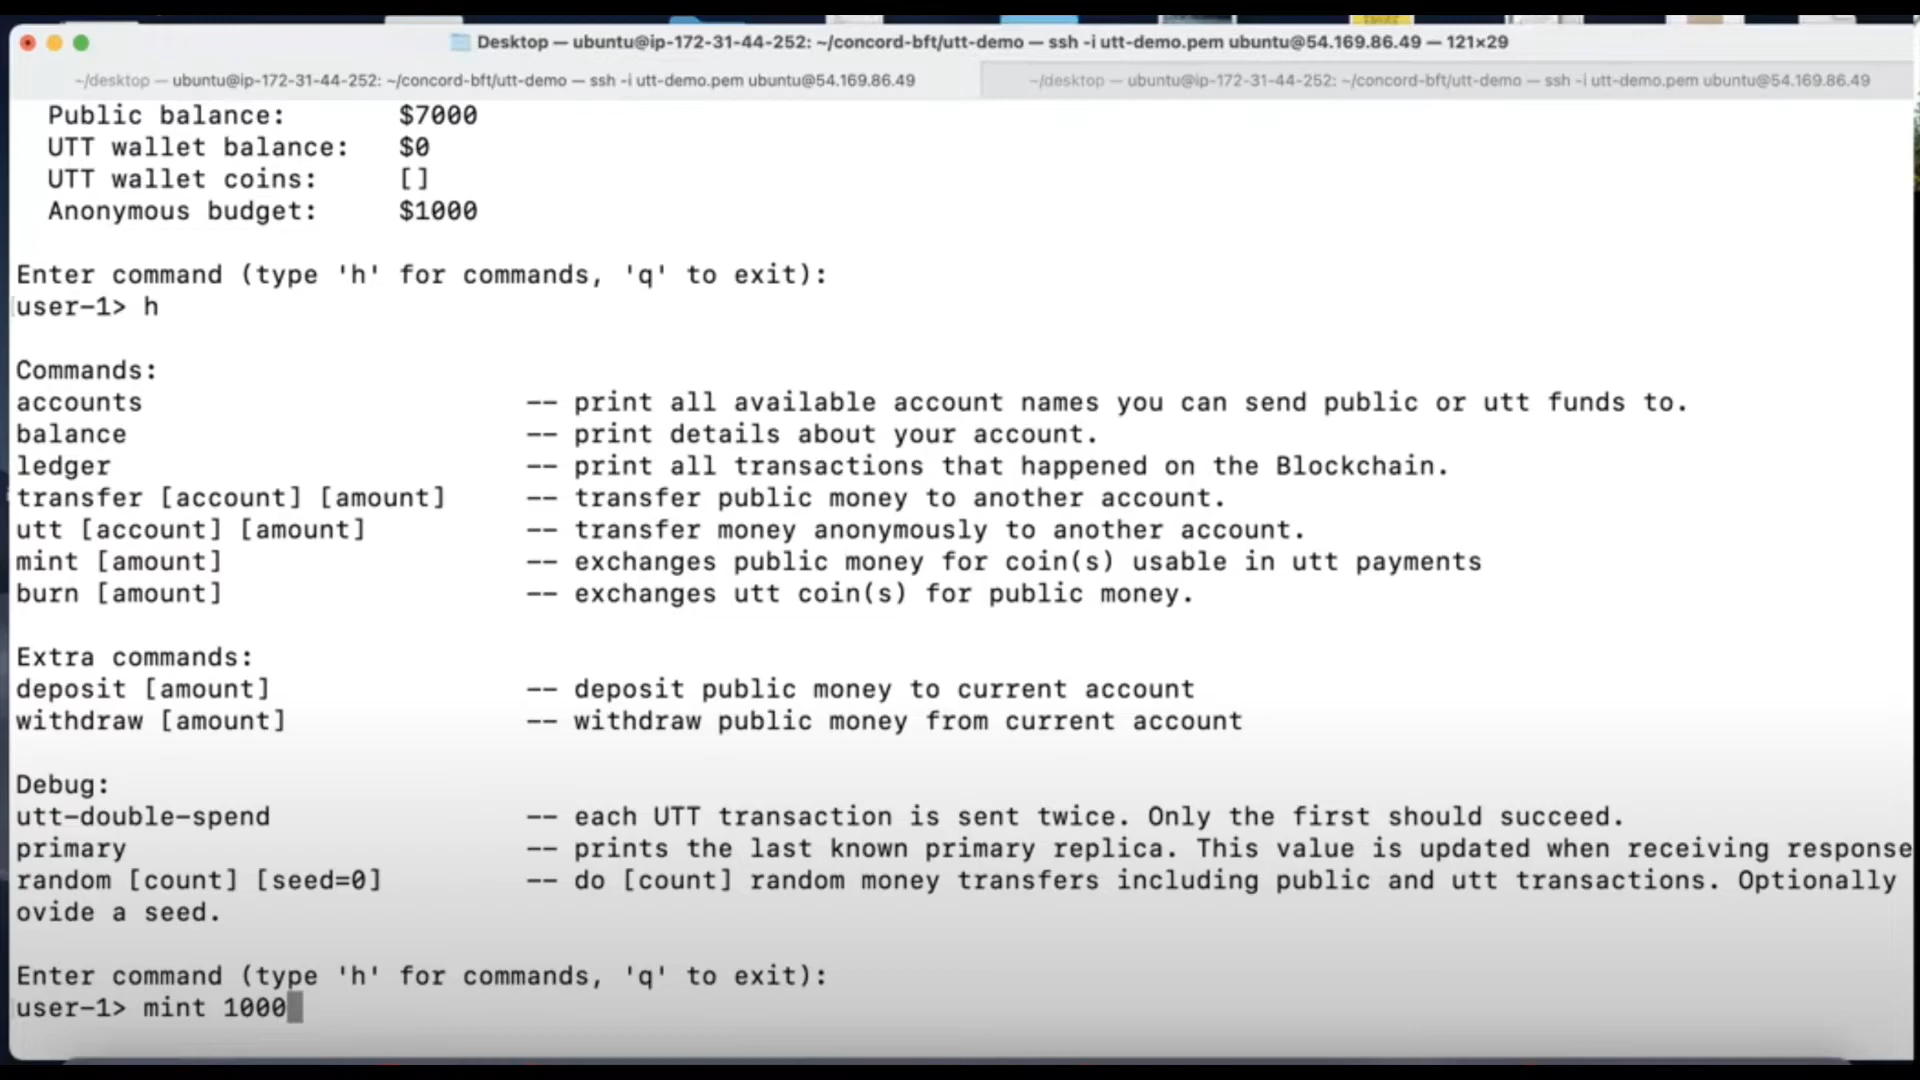 Desktop — ubuntu@ip-172-31-44-252: ~/concord-bft/utt-demo — ssh -i utt-demo.pem ubuntu@54.169.86.49 — 121×29
~/desktop — ubuntu@ip-172-31-44-252: ~/concord-bft/utt-demo — ssh -i utt-demo.pem ubuntu@54.169.86.49
~/desktop — ubuntu@ip-172-31-44-252: ~/concord-bft/utt-demo — ssh -i utt-demo.pem ubuntu@54.169.86.49
Public balance: $7000
UTT wallet balance: $0
UTT wallet coins: []
Anonymous budget: $1000
Enter command (type 'h' for commands, 'q' to exit):
user-1> h
Commands:
accounts -- print all available account names you can send public or utt funds to.
balance -- print details about your account.
ledger -- print all transactions that happened on the Blockchain.
transfer [account] [amount] -- transfer public money to another account.
utt [account] [amount] -- transfer money anonymously to another account.
mint [amount] -- exchanges public money for coin(s) usable in utt payments
burn [amount] -- exchanges utt coin(s) for public money.
Extra commands:
deposit [amount] -- deposit public money to current account
withdraw [amount] -- withdraw public money from current account
Debug:
utt-double-spend -- each UTT transaction is sent twice. Only the first should succeed.
primary -- prints the last known primary replica. This value is updated when receiving response
random [count] [seed=0] -- do [count] random money transfers including public and utt transactions. Optionally
ovide a seed.
Enter command (type 'h' for commands, 'q' to exit):
user-1> mint 1000